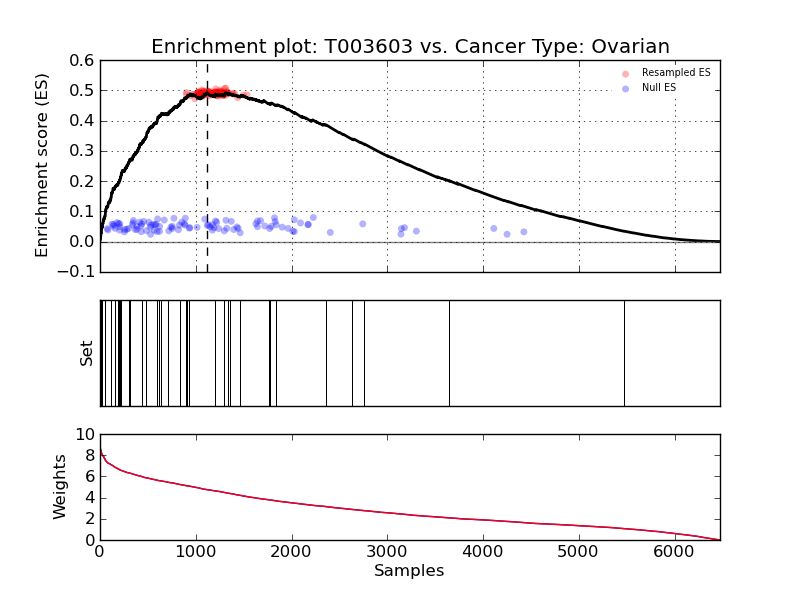 Enrichment plot: T003603 vs. Cancer Type: Ovarian
Enrichment score (ES)
0.6
0.5
0.4
0.3
0.2
0.1
0.0
−0.1
Resampled ES
Null ES
Set
Weights
10
8
6
4
2
0
0 1000 2000 3000 4000 5000 6000
Samples